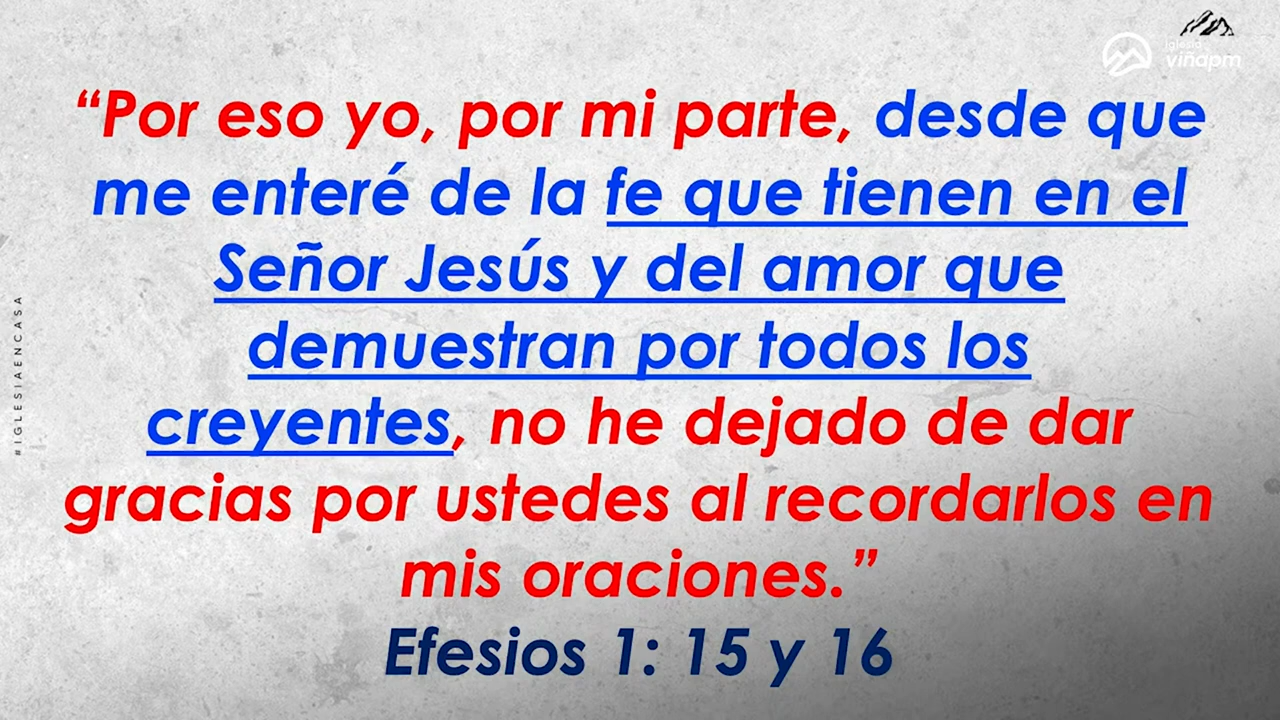 iglesia
viñapm
“Por eso yo, por mi parte, desde que
me enteré de la fe que tienen en el
Señor Jesús y del amor que
demuestran por todos los
creyentes, no he dejado de dar
gracias por ustedes al recordarlos en
mis oraciones.”
Efesios 1: 15 y 16
#IGLESIAENCASA